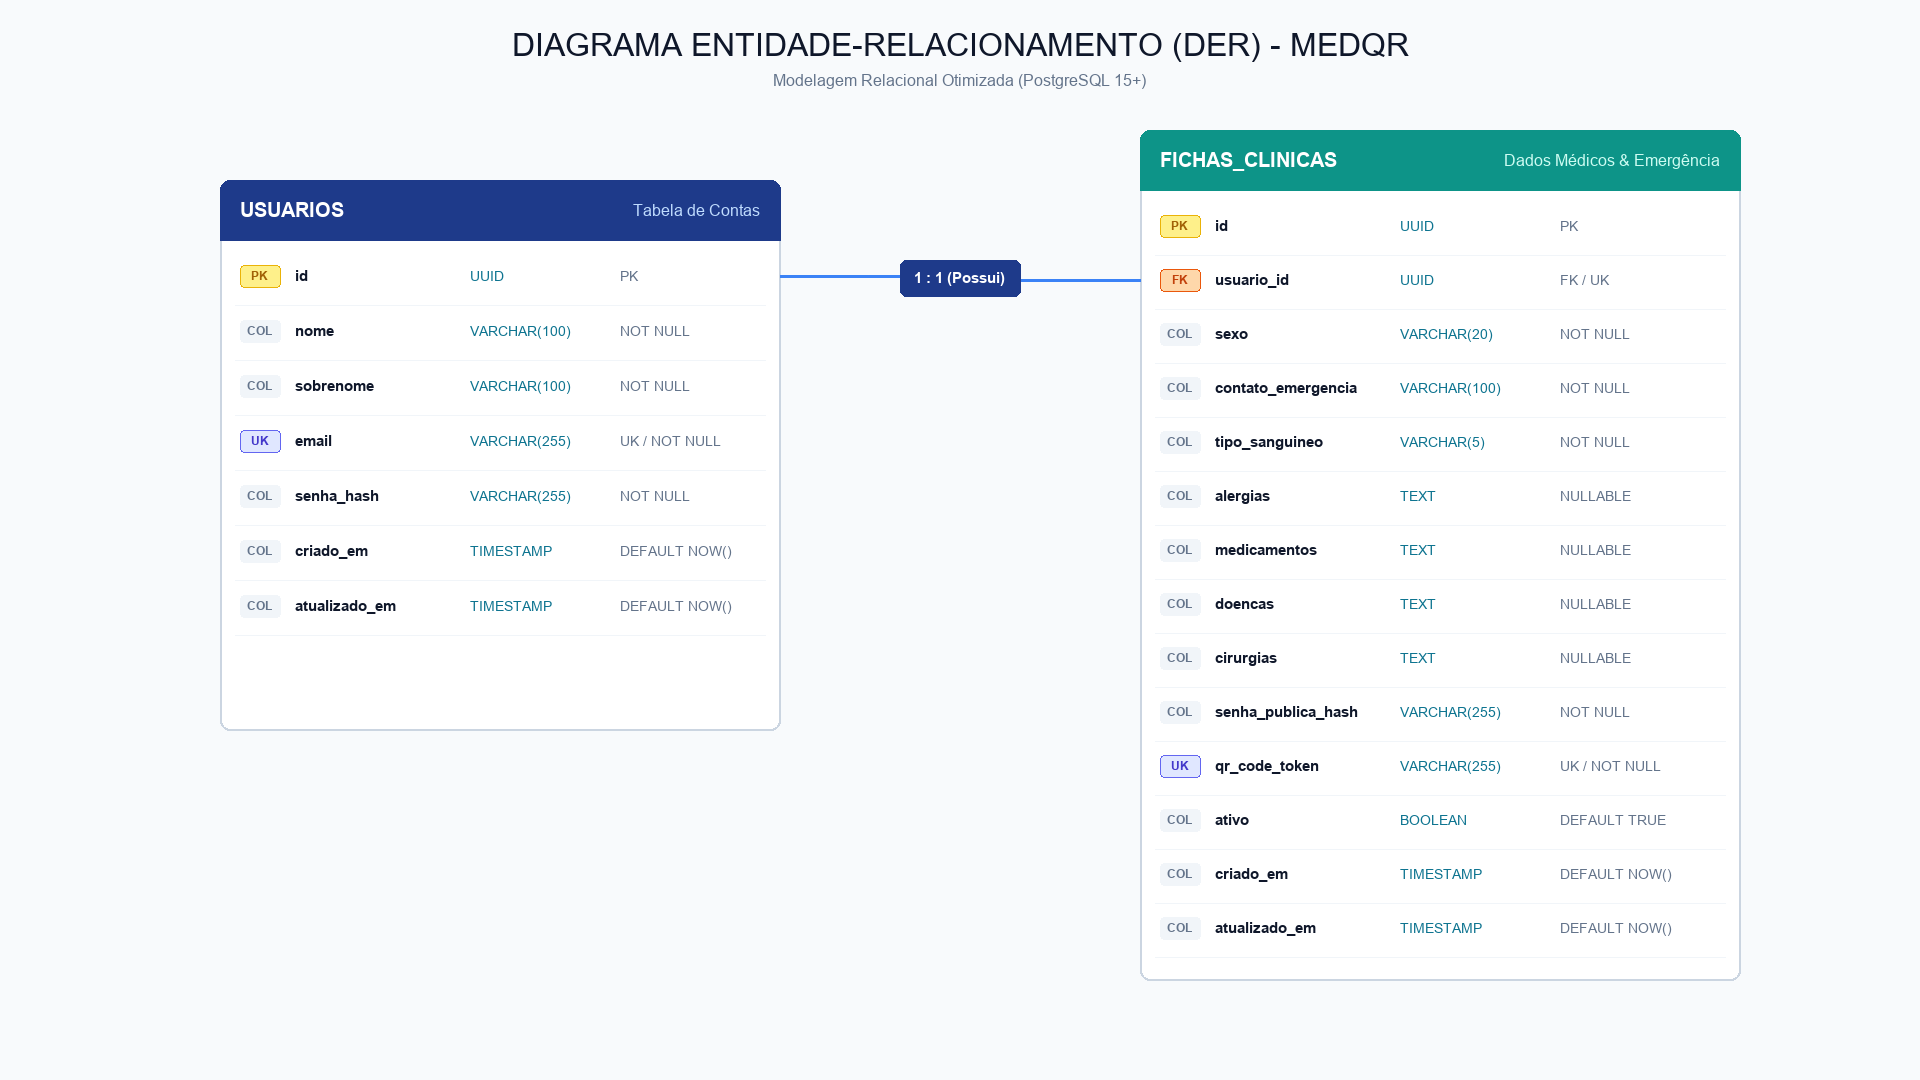 DIAGRAMA ENTIDADE-RELACIONAMENTO (DER) - MEDQR
Modelagem Relacional Otimizada (PostgreSQL 15+)
USUARIOS Tabela de Contas
PK id UUID PK
COL nome VARCHAR(100) NOT NULL
COL sobrenome VARCHAR(100) NOT NULL
UK email VARCHAR(255) UK / NOT NULL
COL senha_hash VARCHAR(255) NOT NULL
COL criado_em TIMESTAMP DEFAULT NOW()
COL atualizado_em TIMESTAMP DEFAULT NOW()
1 : 1 (Possui)
FICHAS_CLINICAS Dados Médicos & Emergência
PK id UUID PK
FK usuario_id UUID FK / UK
COL sexo VARCHAR(20) NOT NULL
COL contato_emergencia VARCHAR(100) NOT NULL
COL tipo_sanguineo VARCHAR(5) NOT NULL
COL alergias TEXT NULLABLE
COL medicamentos TEXT NULLABLE
COL doencas TEXT NULLABLE
COL cirurgias TEXT NULLABLE
COL senha_publica_hash VARCHAR(255) NOT NULL
UK qr_code_token VARCHAR(255) UK / NOT NULL
COL ativo BOOLEAN DEFAULT TRUE
COL criado_em TIMESTAMP DEFAULT NOW()
COL atualizado_em TIMESTAMP DEFAULT NOW()